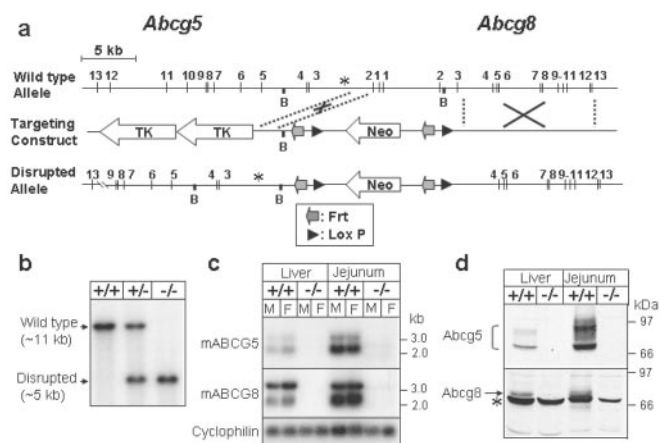 a Abcg5 Abcg8
5 kb
13 12 11 10 9 8 7 6 5 4 3 * 2 1 1 2 3 4 5 6 7 8 9 11 12 13
Wild type
Allele
B B
Targeting
Construct
TK TK Neo
B
Disrupted
Allele
13 9 8 7 6 5 4 3 * 4 5 6 7 8 9 11 12 13
B B Neo
: Frt
: Lox P
b
+/+ +/- -/-
Wild type
(~11 kb)
Disrupted
(~5 kb)
c
Liver Jejunum
+/+ -/- +/+ -/-
M F M F M F M F
kb
mABCG5 3.0
2.0
mABCG8 3.0
2.0
Cyclophilin
d
Liver Jejunum
+/+ -/- +/+ -/-
kDa
97
Abcg5
66
97
Abcg8
* 66